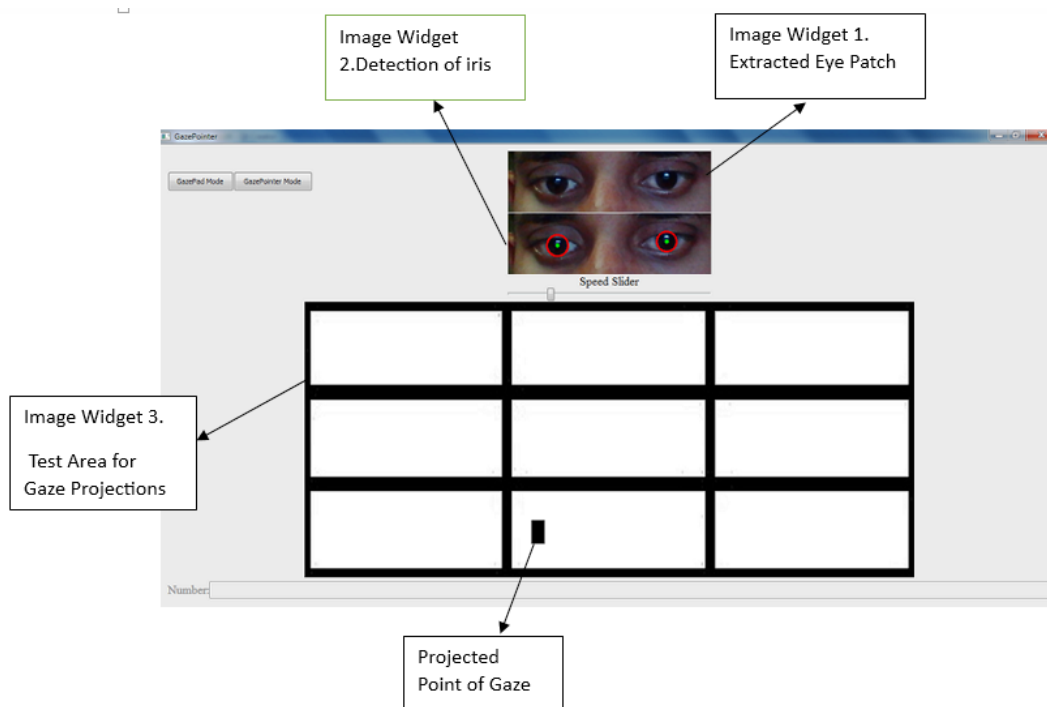 Image Widget
2.Detection of iris
Image Widget 1.
Extracted Eye Patch
GazePointer
GazePad Mode
GazePointer Mode
Speed Slider
Image Widget 3.
Test Area for
Gaze Projections
Number:
Projected
Point of Gaze